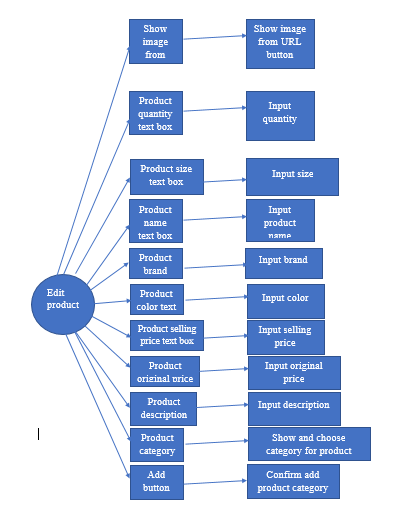 Show
image
from
Show image
from URL
button
Product
quantity
text box
Input
quantity
Product size
text box
Input size
Product
name
text box
Input
product
name
Product
brand
Input brand
Edit
product
Product
color text
Input color
Product selling
price text box
Input selling
price
Product
original price
Input original
price
Product
description
Input description
Product
category
Show and choose
category for product
Add
button
Confirm add
product category